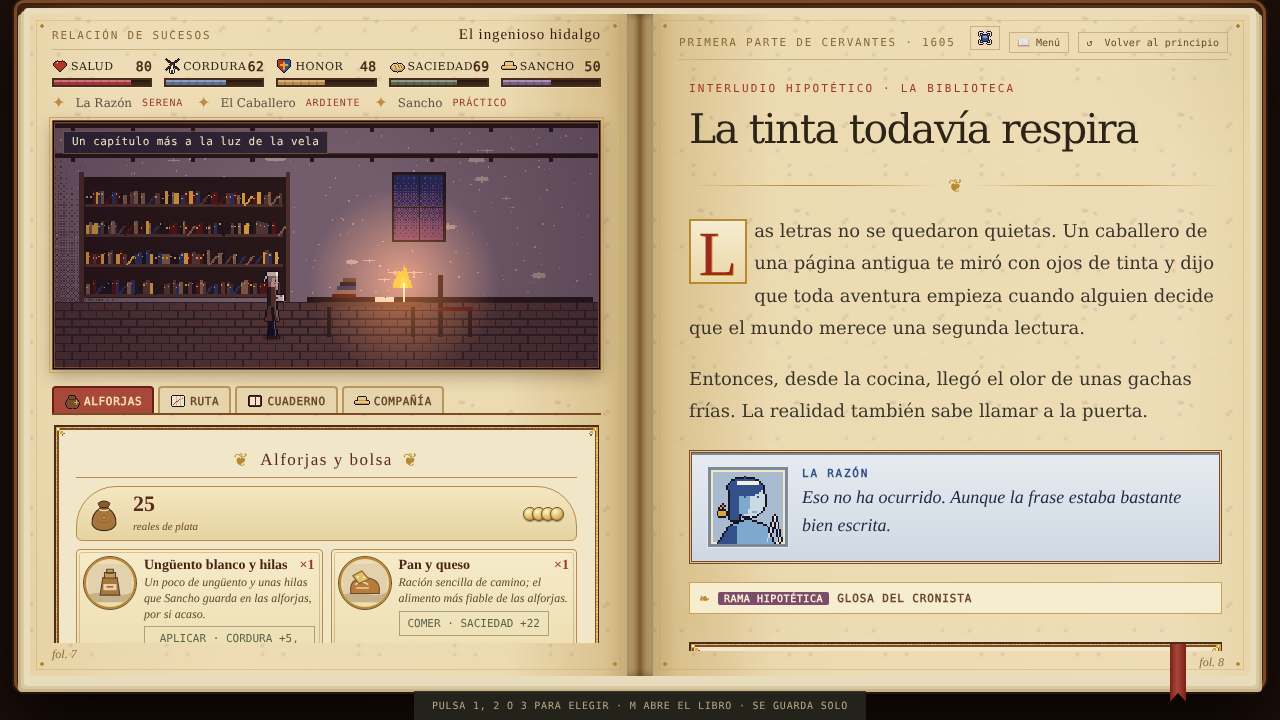 RELACIÓN DE SUCESOS
El ingenioso hidalgo
SALUD 80
CORDURA 62
HONOR 48
SACIEDAD 69
SANCHO 50
La Razón SERENA
El Caballero ARDIENTE
Sancho PRÁCTICO
Un capítulo más a la luz de la vela
ALFORJAS
RUTA
CUADERNO
COMPAÑÍA
Alforjas y bolsa
25
reales de plata
Ungüento blanco y hilas ×1
Un poco de ungüento y unas hilas
que Sancho guarda en las alforjas,
por si acaso.
APLICAR · CORDURA +5,
Pan y queso ×1
Ración sencilla de camino; el
alimento más fiable de las alforjas.
COMER · SACIEDAD +22
fol. 7
PRIMERA PARTE DE CERVANTES · 1605
Menú
↺ Volver al principio
INTERLUDIO HIPOTÉTICO · LA BIBLIOTECA
La tinta todavía respira
Las letras no se quedaron quietas. Un caballero de
una página antigua te miró con ojos de tinta y dijo
que toda aventura empieza cuando alguien decide
que el mundo merece una segunda lectura.
Entonces, desde la cocina, llegó el olor de unas gachas
frías. La realidad también sabe llamar a la puerta.
LA RAZÓN
Eso no ha ocurrido. Aunque la frase estaba bastante
bien escrita.
RAMA HIPOTÉTICA GLOSA DEL CRONISTA
fol. 8
PULSA 1, 2 O 3 PARA ELEGIR · M ABRE EL LIBRO · SE GUARDA SOLO